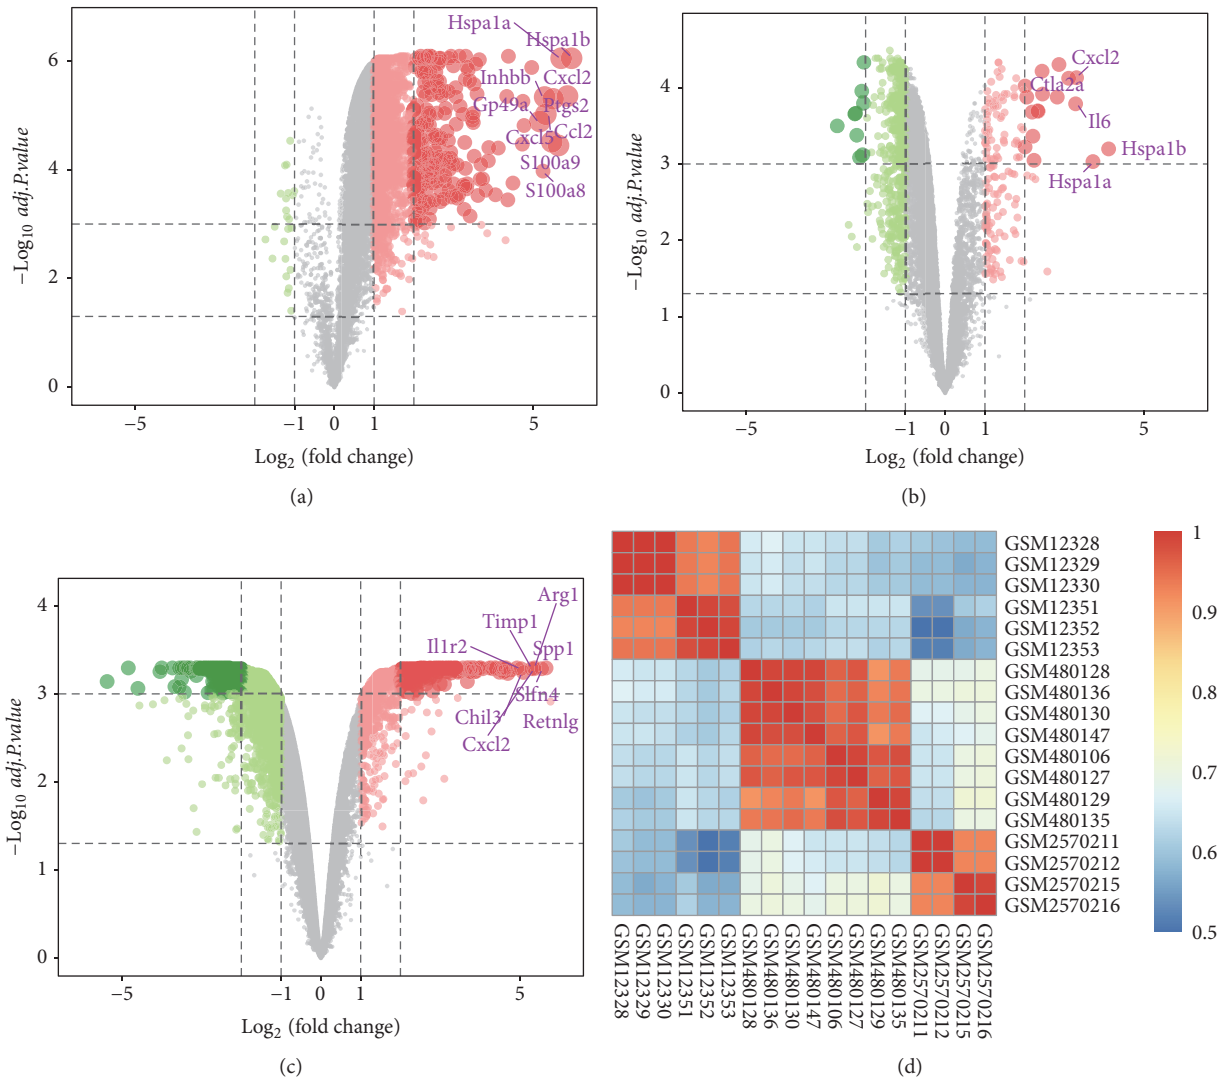 Hspa1a
Hspa1b
Inhbb
Cxcl2
Gp49a
Ptgs2
Cxcl5
Ccl2
S100a9
S100a8
6
4
2
0
−Log10 adj.P.value
−5
−1
0
1
5
Log2 (fold change)
(a)
Cxcl2
Ctla2a
Il6
Hspa1b
Hspa1a
4
3
2
1
0
−Log10 adj.P.value
−5
−1
0
1
5
Log2 (fold change)
(b)
Arg1
Timp1
Il1r2
Spp1
Slfn4
Chil3
Retnlg
Cxcl2
4
3
2
1
0
−Log10 adj.P.value
−5
−1
0
1
5
Log2 (fold change)
(c)
GSM12328
GSM12329
GSM12330
GSM12351
GSM12352
GSM12353
GSM480128
GSM480136
GSM480130
GSM480147
GSM480106
GSM480127
GSM480129
GSM480135
GSM2570211
GSM2570212
GSM2570215
GSM2570216
GSM12328
GSM12329
GSM12330
GSM12351
GSM12352
GSM12353
GSM480128
GSM480136
GSM480130
GSM480147
GSM480106
GSM480127
GSM480129
GSM480135
GSM2570211
GSM2570212
GSM2570215
GSM2570216
1
0.9
0.8
0.7
0.6
0.5
(d)